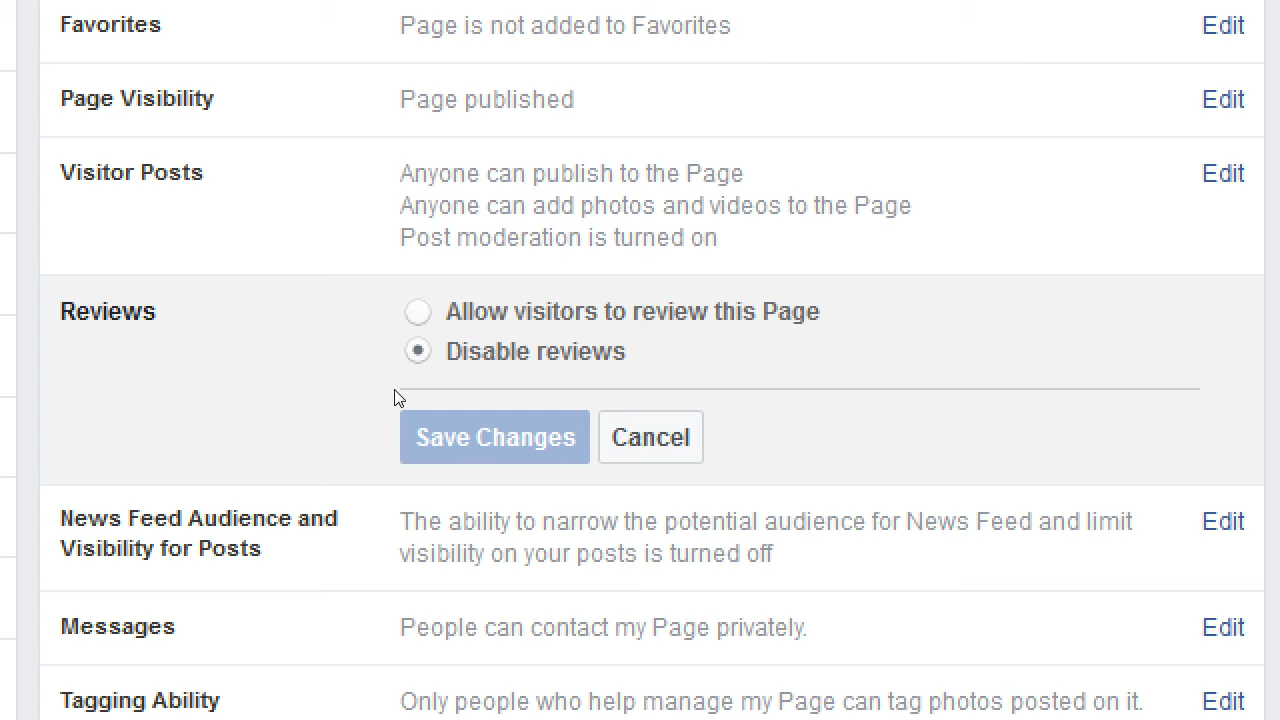 Favorites Page is not added to Favorites Edit
Page Visibility Page published Edit
Visitor Posts Anyone can publish to the Page Edit
Anyone can add photos and videos to the Page
Post moderation is turned on
Reviews Allow visitors to review this Page
Disable reviews
Save Changes Cancel
News Feed Audience and The ability to narrow the potential audience for News Feed and limit Edit
Visibility for Posts visibility on your posts is turned off
Messages People can contact my Page privately. Edit
Tagging Ability Only people who help manage my Page can tag photos posted on it. Edit